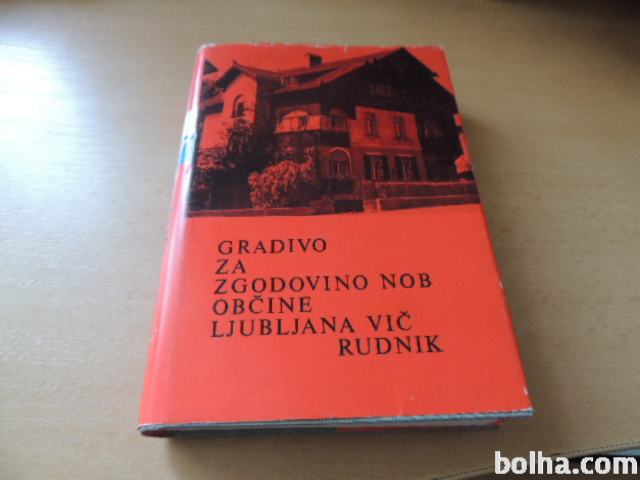 GRADIVO
ZA
ZGODOVINO NOB
OBČINE
LJUBLJANA VIČ
RUDNIK
bolha.com